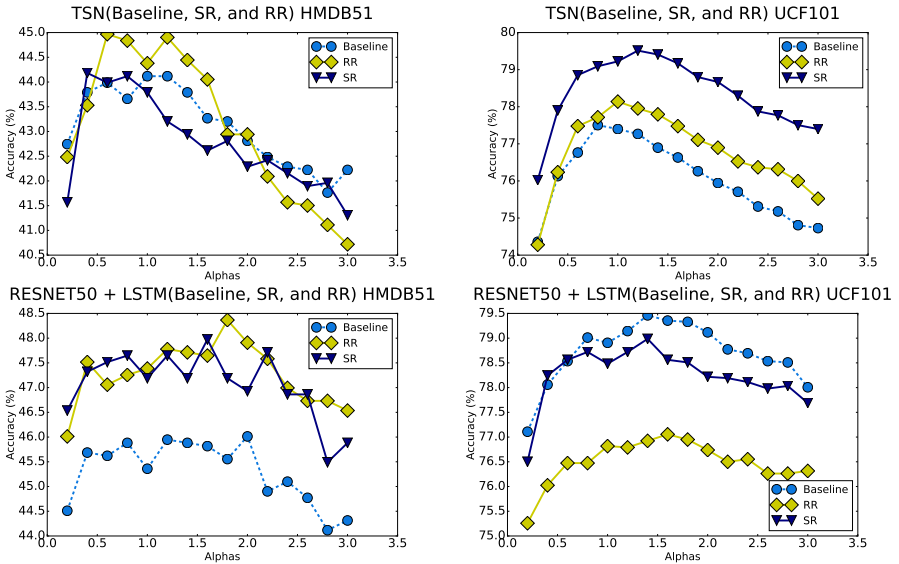 TSN(Baseline, SR, and RR) HMDB51
45.0
44.5
44.0
43.5
43.0
42.5
42.0
41.5
41.0
40.5
Accuracy (%)
0.0 0.5 1.0 1.5 2.0 2.5 3.0 3.5
Alphas
Baseline
RR
SR
TSN(Baseline, SR, and RR) UCF101
80
79
78
77
76
75
74
Accuracy (%)
0.0 0.5 1.0 1.5 2.0 2.5 3.0 3.5
Alphas
Baseline
RR
SR
RESNET50 + LSTM(Baseline, SR, and RR) HMDB51
48.5
48.0
47.5
47.0
46.5
46.0
45.5
45.0
44.5
44.0
Accuracy (%)
0.0 0.5 1.0 1.5 2.0 2.5 3.0 3.5
Alphas
Baseline
RR
SR
RESNET50 + LSTM(Baseline, SR, and RR) UCF101
79.5
79.0
78.5
78.0
77.5
77.0
76.5
76.0
75.5
75.0
Accuracy (%)
0.0 0.5 1.0 1.5 2.0 2.5 3.0 3.5
Alphas
Baseline
RR
SR